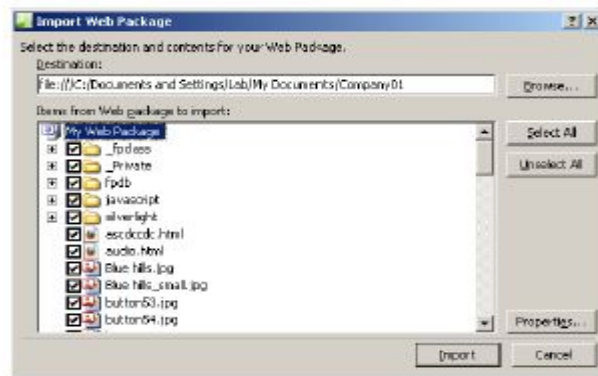 Import Web Package
Select the destination and contents for your Web Package.
Destination:
file:///C:/Documents and Settings/Lab/My Documents/Company01
Browse...
Items from Web package to import:
My Web Package
Select All
_fpclass
Unselect All
_Private
fpdb
javascript
silverlight
ascdccdc.html
audio.html
Blue hills.jpg
Blue hills_small.jpg
button53.jpg
button54.jpg
Properties...
Import
Cancel